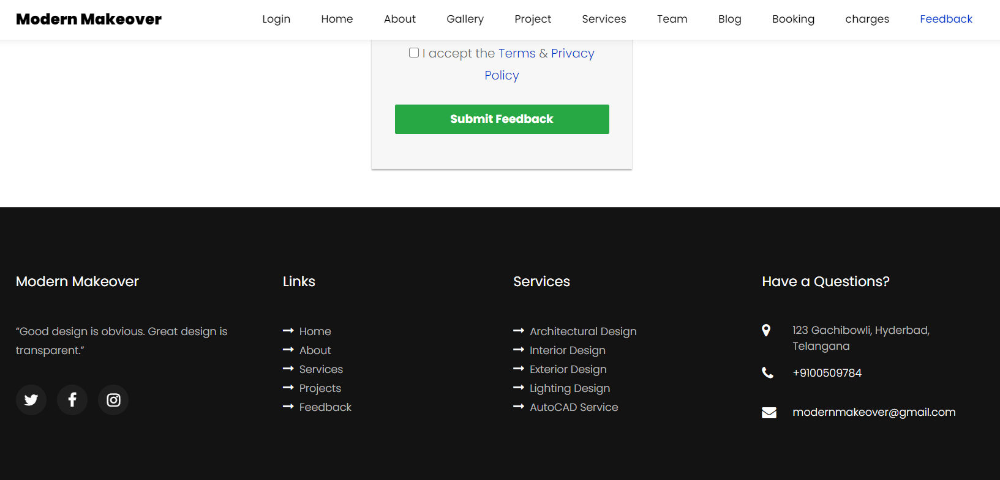 Modern Makeover
Login Home About Gallery Project Services Team Blog Booking charges Feedback
I accept the Terms & Privacy
Policy
Submit Feedback
Modern Makeover
“Good design is obvious. Great design is
transparent.”
Links
Home
About
Services
Projects
Feedback
Services
Architectural Design
Interior Design
Exterior Design
Lighting Design
AutoCAD Service
Have a Questions?
123 Gachibowli, Hyderbad,
Telangana
+9100509784
modernmakeover@gmail.com